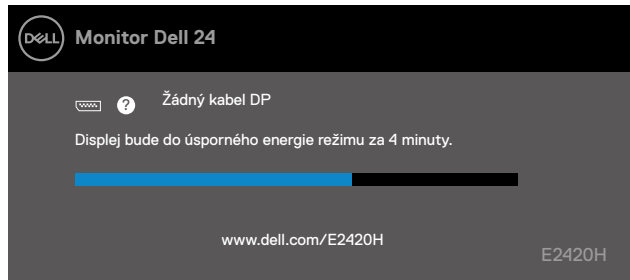 DELL Monitor Dell 24
? Žádný kabel DP
Displej bude do úsporného energie režimu za 4 minuty.
www.dell.com/E2420H
E2420H